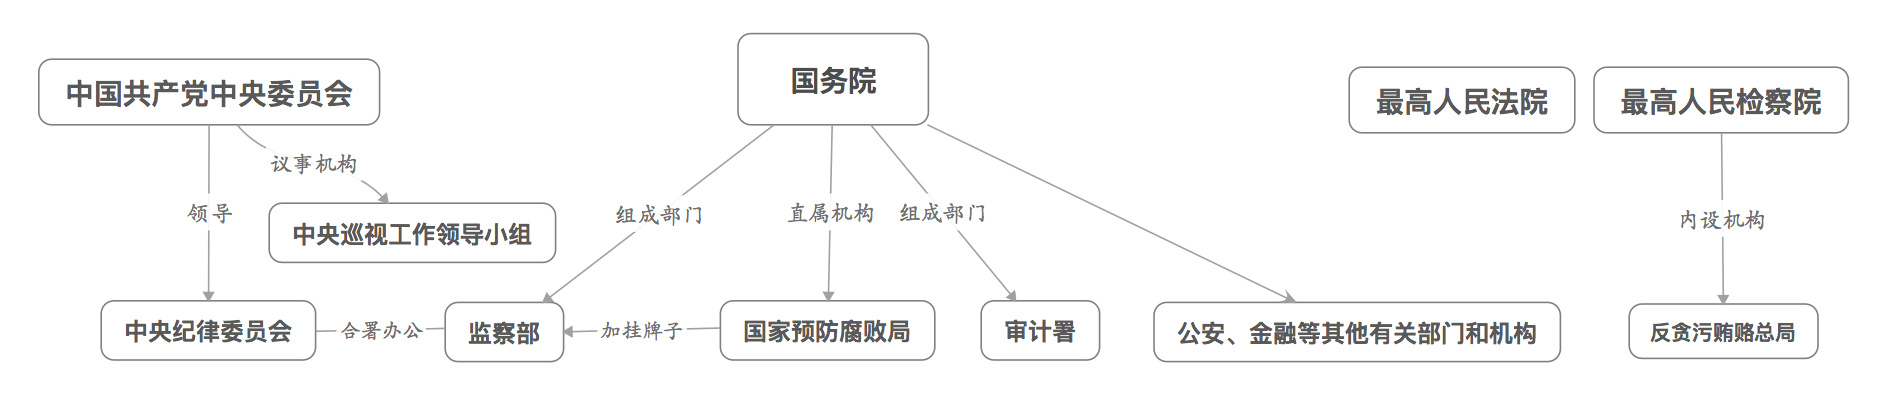 中国共产党中央委员会
国务院
最高人民法院
最高人民检察院
议事机构
领导
组成部门
直属机构
组成部门
内设机构
中央巡视工作领导小组
中央纪律委员会
合署办公
监察部
加挂牌子
国家预防腐败局
审计署
公安、金融等其他有关部门和机构
反贪污贿赂总局